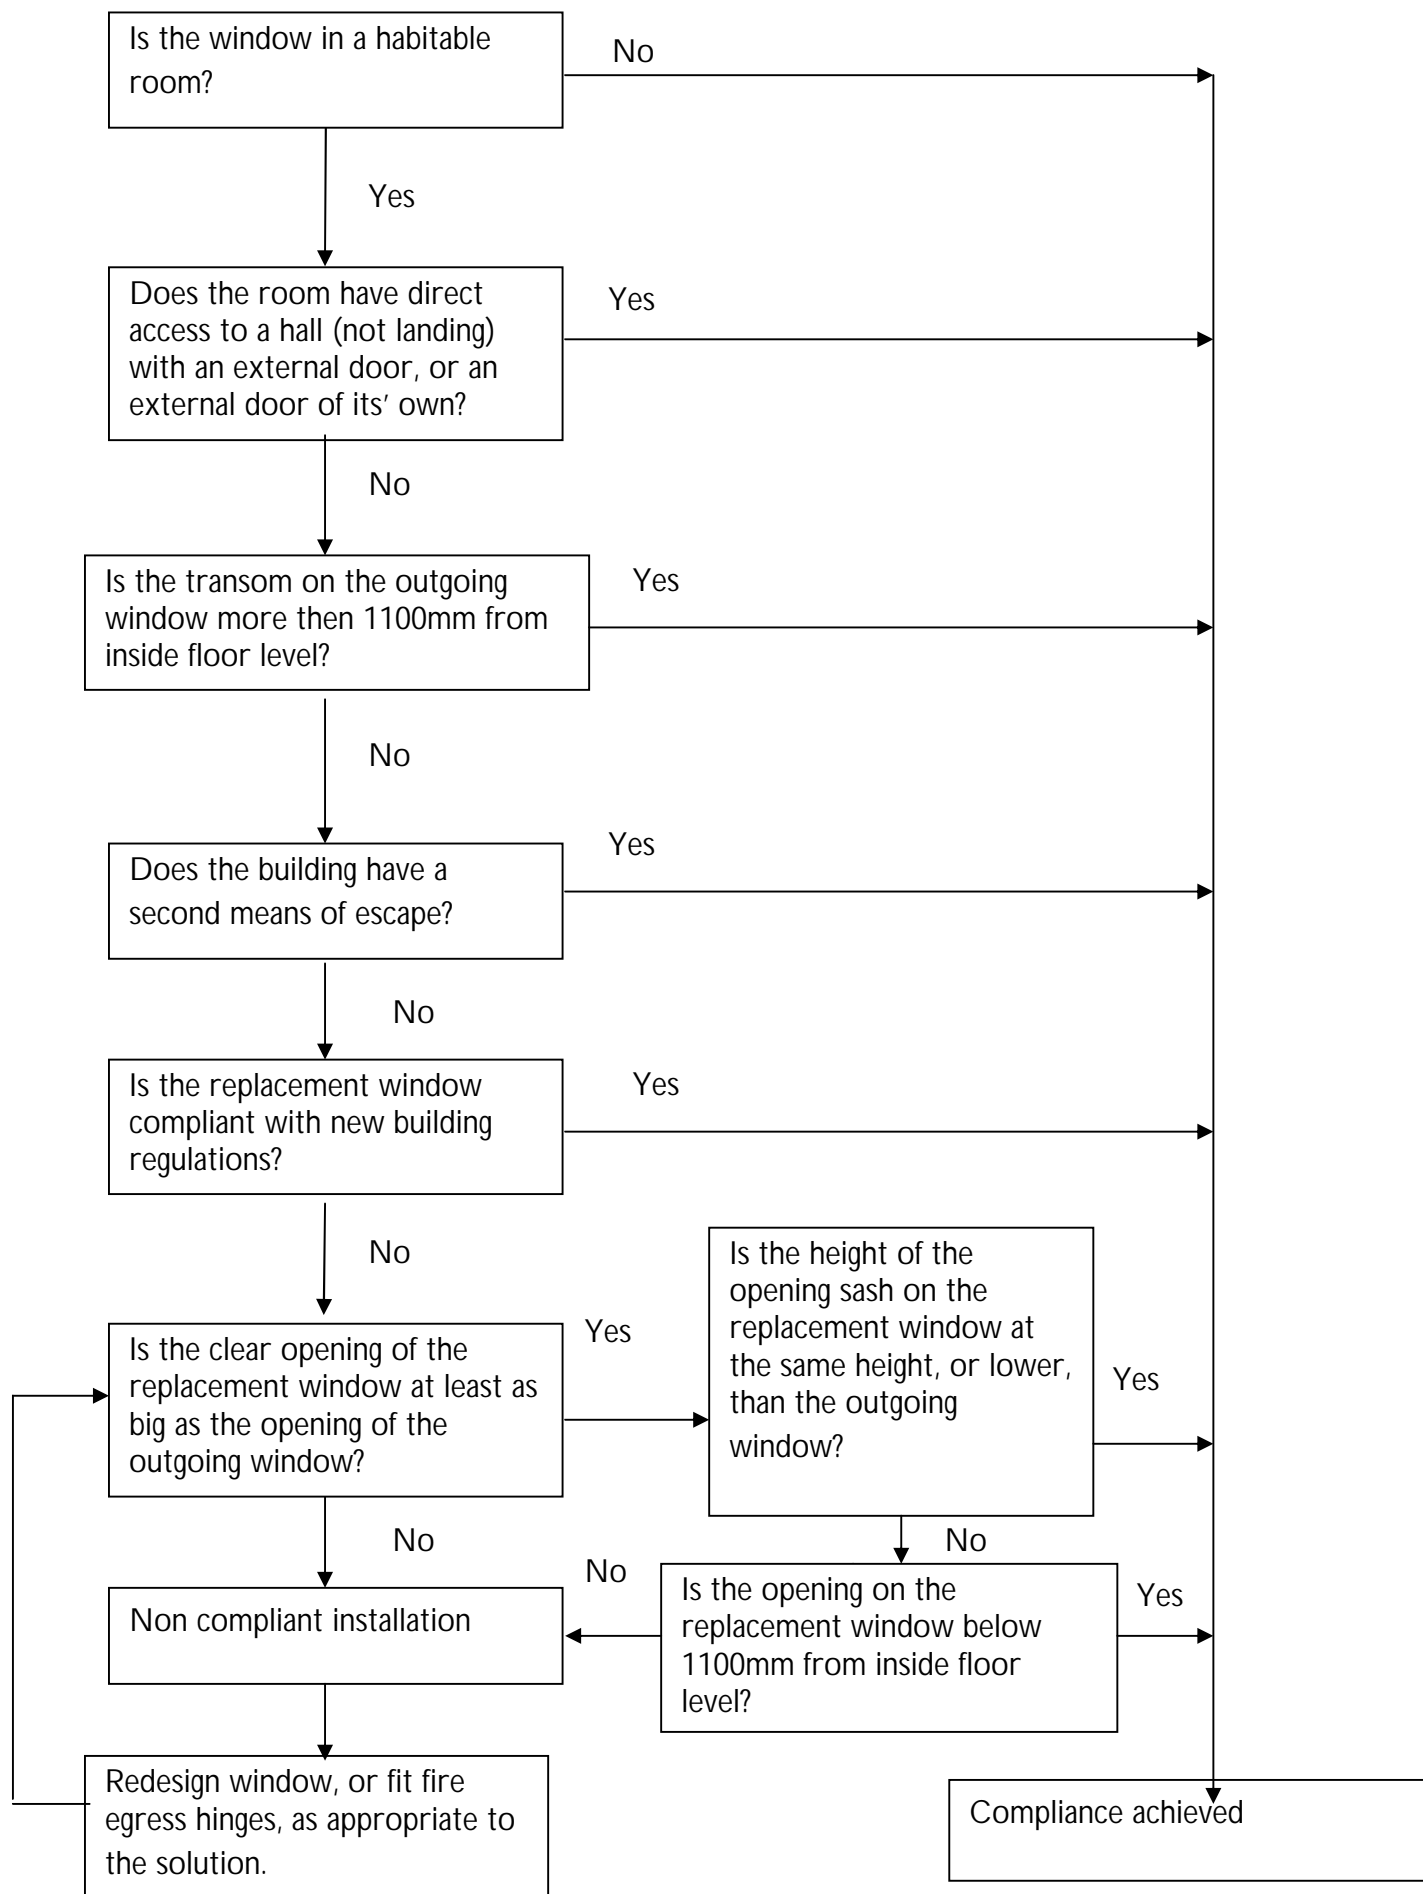 Is the window in a habitable
room?
No
Yes
Does the room have direct
access to a hall (not landing)
with an external door, or an
external door of its’ own?
Yes
No
Is the transom on the outgoing
window more then 1100mm from
inside floor level?
Yes
No
Does the building have a
second means of escape?
Yes
No
Is the replacement window
compliant with new building
regulations?
Yes
No
Is the clear opening of the
replacement window at least as
big as the opening of the
outgoing window?
Yes
Is the height of the
opening sash on the
replacement window at
the same height, or lower,
than the outgoing
window?
Yes
No
No
Is the opening on the
replacement window below
1100mm from inside floor
level?
Yes
No
Non compliant installation
Redesign window, or fit fire
egress hinges, as appropriate to
the solution.
Compliance achieved